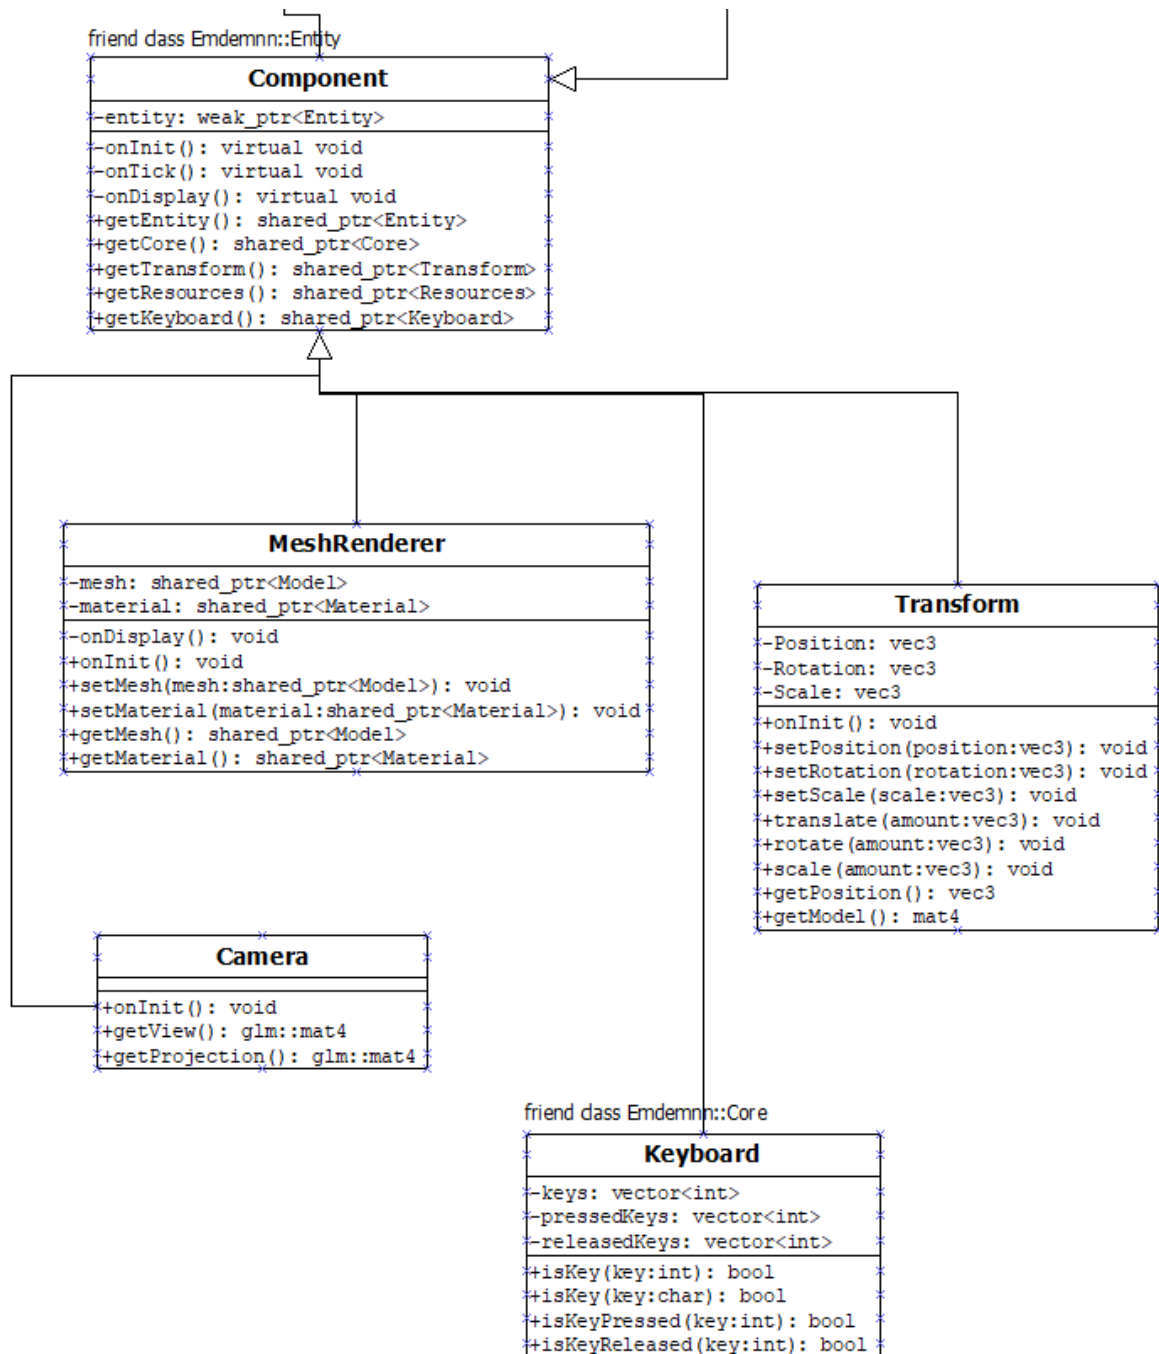 friend class Emdemnn::Entity
Component
-entity: weak_ptr<Entity>
-onInit(): virtual void
-onTick(): virtual void
-onDisplay(): virtual void
+getEntity(): shared_ptr<Entity>
+getCore(): shared_ptr<Core>
+getTransform(): shared_ptr<Transform>
+getResources(): shared_ptr<Resources>
+getKeyboard(): shared_ptr<Keyboard>
MeshRenderer
-mesh: shared_ptr<Model>
-material: shared_ptr<Material>
-onDisplay(): void
+onInit(): void
+setMesh(mesh:shared_ptr<Model>): void
+setMaterial(material:shared_ptr<Material>): void
+getMesh(): shared_ptr<Model>
+getMaterial(): shared_ptr<Material>
Transform
-Position: vec3
-Rotation: vec3
-Scale: vec3
+onInit(): void
+setPosition(position:vec3): void
+setRotation(rotation:vec3): void
+setScale(scale:vec3): void
+translate(amount:vec3): void
+rotate(amount:vec3): void
+scale(amount:vec3): void
+getPosition(): vec3
+getModel(): mat4
Camera
+onInit(): void
+getView(): glm::mat4
+getProjection(): glm::mat4
friend class Emdemnn::Core
Keyboard
-keys: vector<int>
-pressedKeys: vector<int>
-releasedKeys: vector<int>
+isKey(key:int): bool
+isKey(key:char): bool
+isKeyPressed(key:int): bool
+isKeyReleased(key:int): bool